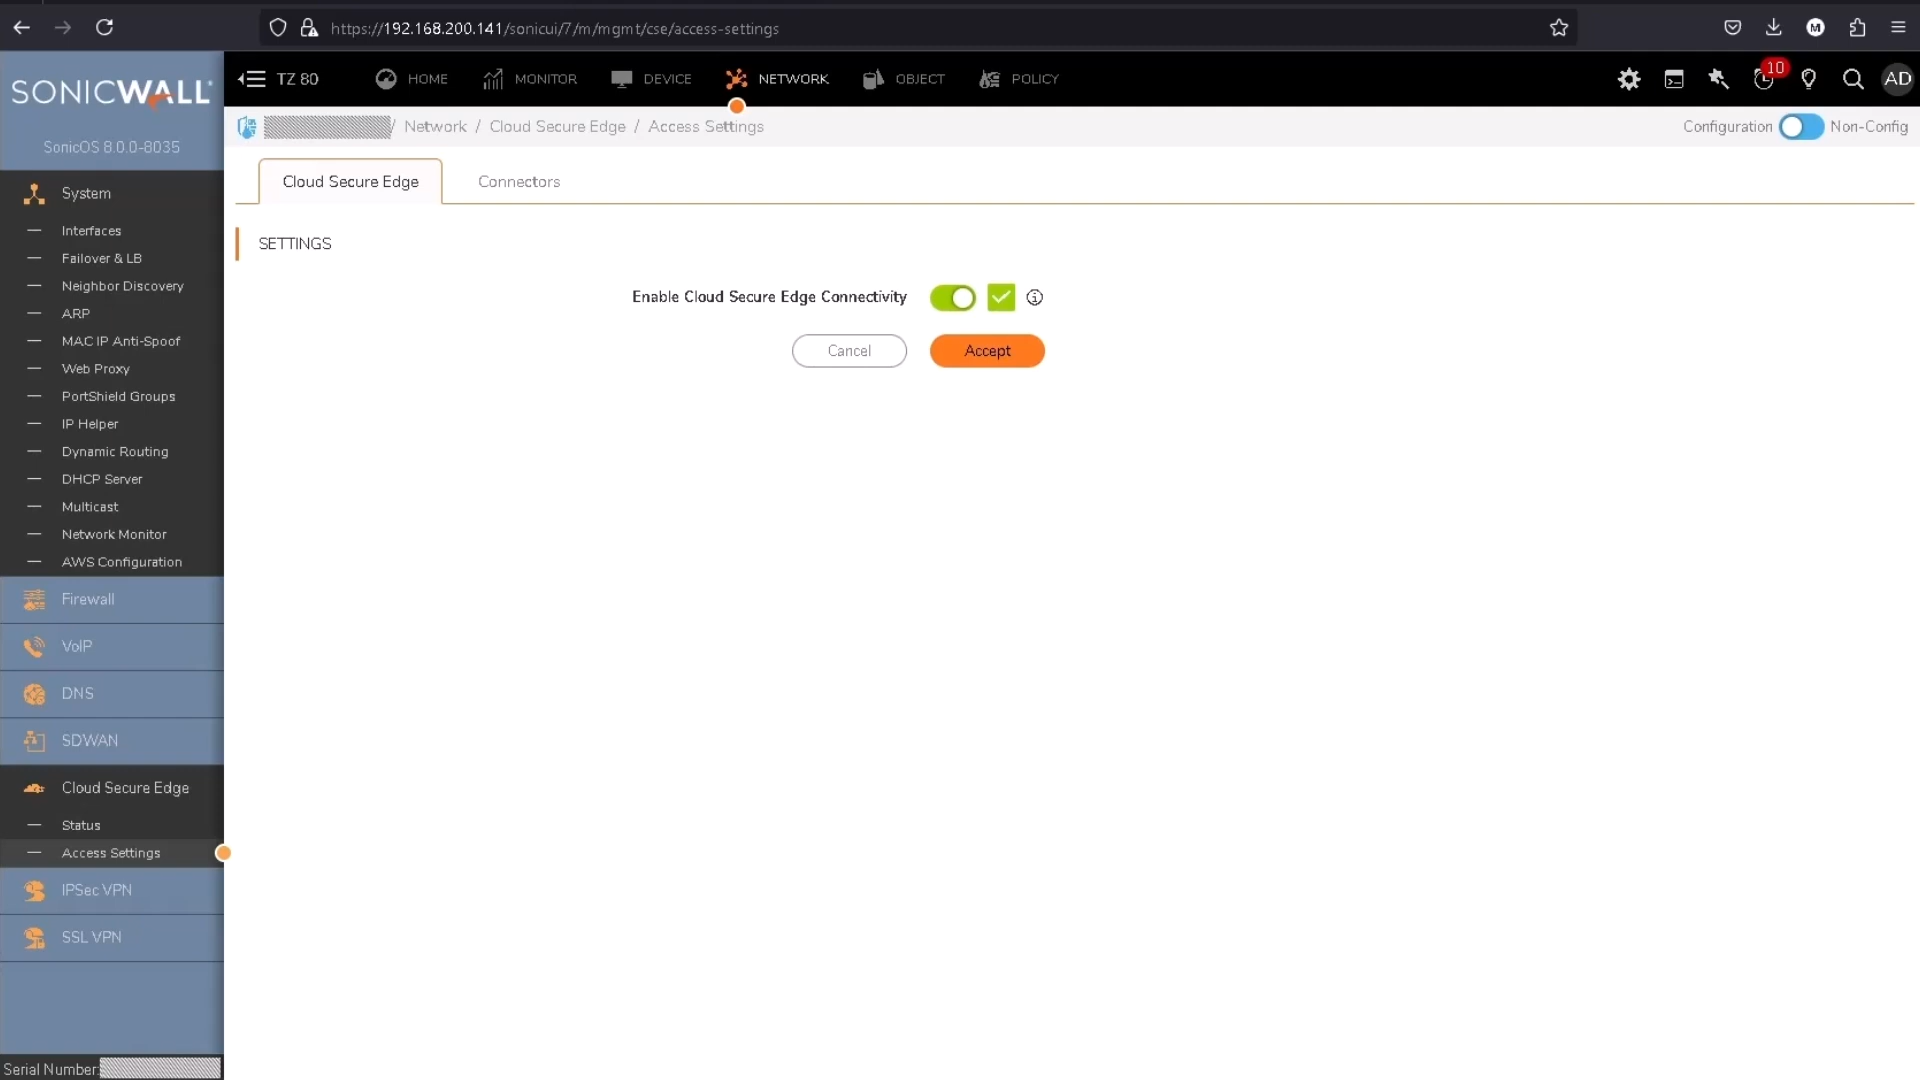 https://192.168.200.141/sonicui/7/m/mgmt/cse/access-settings
M
SONICWALL
SonicOS 8.0.0-8035
TZ 80
HOME
MONITOR
DEVICE
NETWORK
OBJECT
POLICY
10
AD
/ Network / Cloud Secure Edge / Access Settings
Configuration
Non-Config
Cloud Secure Edge
Connectors
SETTINGS
Enable Cloud Secure Edge Connectivity
Cancel
Accept
System
Interfaces
Failover & LB
Neighbor Discovery
ARP
MAC IP Anti-Spoof
Web Proxy
PortShield Groups
IP Helper
Dynamic Routing
DHCP Server
Multicast
Network Monitor
AWS Configuration
Firewall
VoIP
DNS
SDWAN
Cloud Secure Edge
Status
Access Settings
IPSec VPN
SSL VPN
Serial Number: